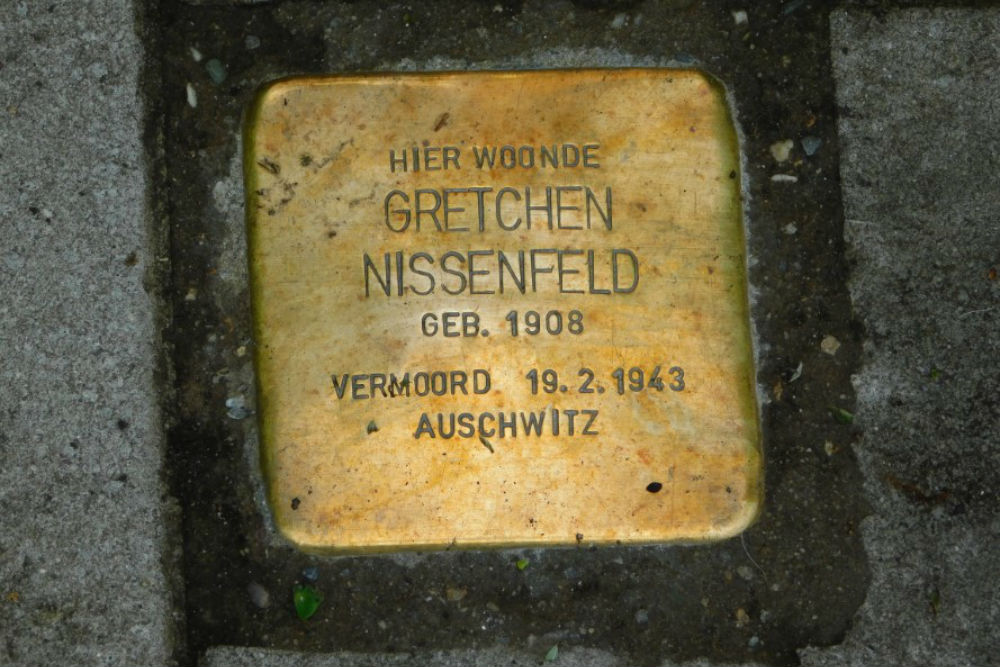 HIER WOONDE
GRETCHEN
NISSENFELD
GEB. 1908
VERMOORD 19.2.1943
AUSCHWITZ